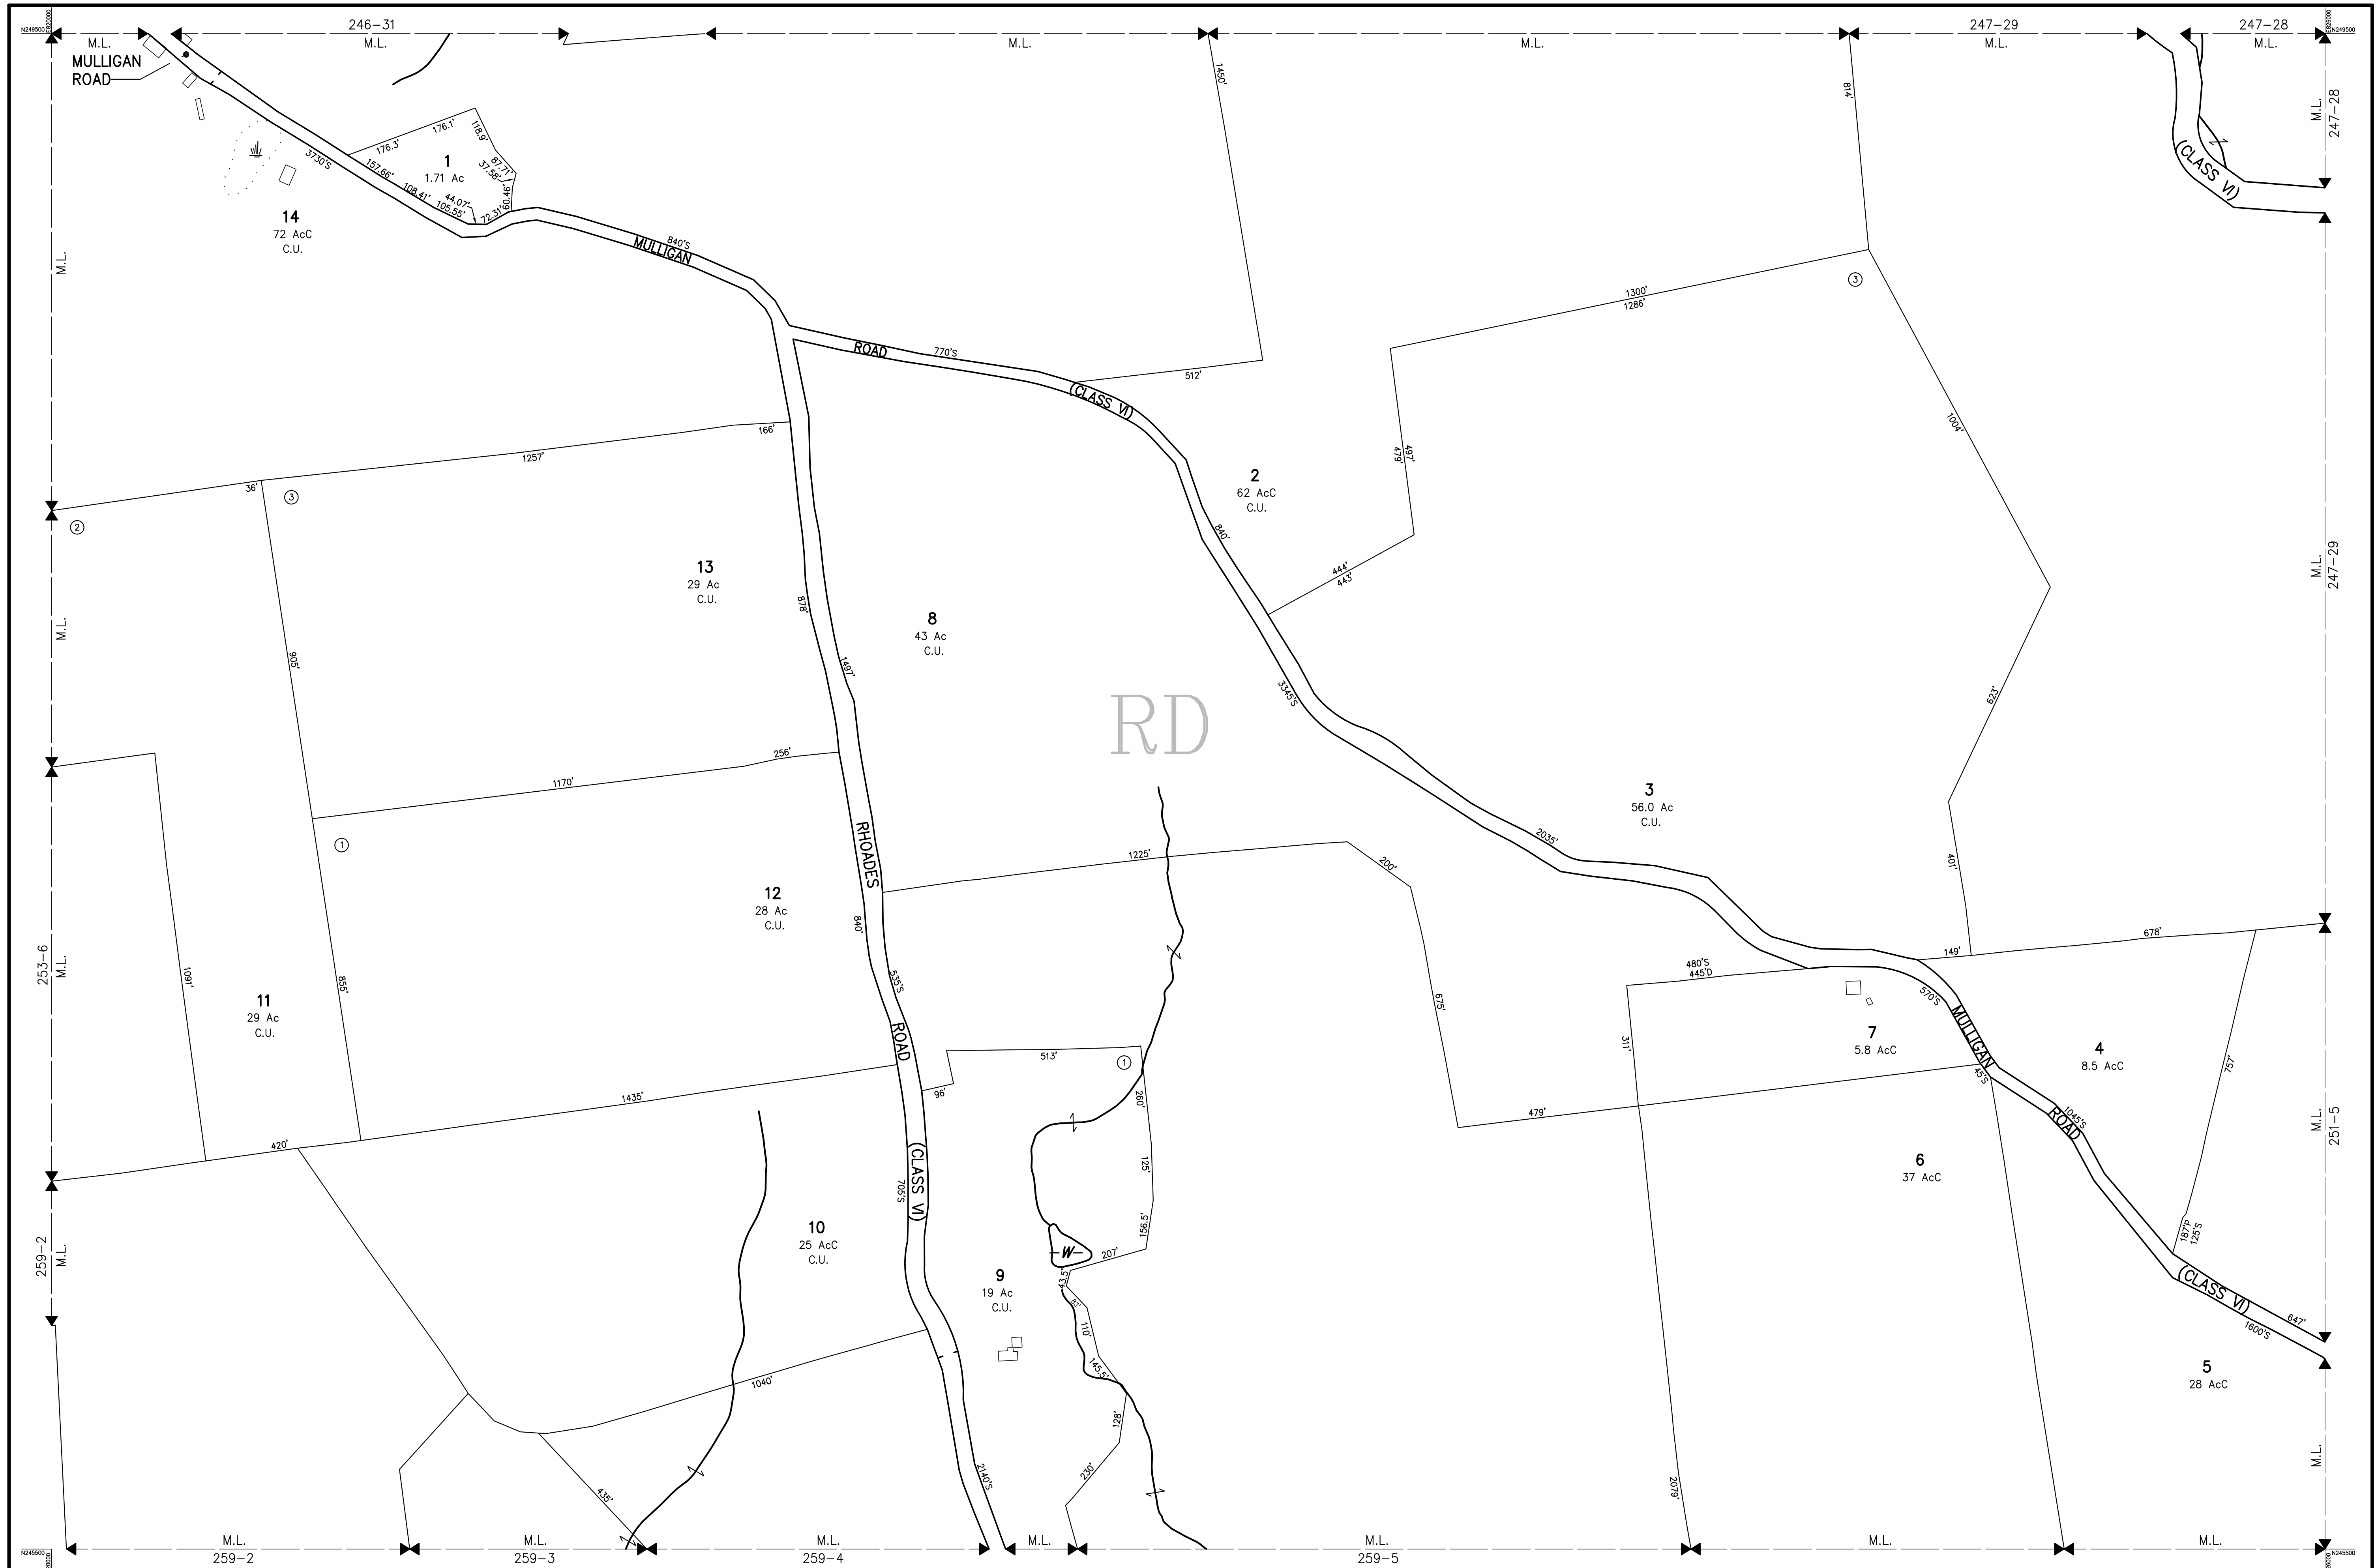 N249500
E820000
246-31
247-29
247-28
E826000
N249500
M.L.
M.L.
M.L.
M.L.
M.L.
M.L.
MULLIGAN
ROAD
1450'
814'
M.L.
247-28
176.1'
176.3'
118.9'
1
1.71 Ac
87.71'
37.58'
60.46'
157.66'
108.41'
44.07'
105.55'
72.31'
3730'S
(CLASS VI)
14
72 AcC
C.U.
M.L.
840'S
MULLIGAN
3
1300'
1286'
ROAD
770'S
512'
(CLASS VI)
1004'
166'
1257'
497'
479'
36'
3
2
2
62 AcC
C.U.
840'
444'
443'
M.L.
247-29
13
29 Ac
C.U.
878'
8
43 Ac
C.U.
M.L.
905'
1497'
3345'S
623'
RD
256'
1170'
3
56.0 Ac
C.U.
1
2035'
RHOADES
1225'
200'
401'
12
28 Ac
C.U.
840'
149'
678'
253-6
M.L.
1091'
855'
535'S
480'S
445'D
675'
570'S
11
29 Ac
C.U.
ROAD
MULLIGAN
7
5.8 AcC
311'
4
8.5 AcC
757'
513'
1
96'
260'
45'S
1435'
479'
1045'S
ROAD
M.L.
251-5
420'
125'
6
37 AcC
(CLASS VI)
705'S
10
25 AcC
C.U.
156.5'
187'P
125'S
259-2
M.L.
W
207'
43.5'
9
19 Ac
C.U.
83'
110'
(CLASS VI)
647'
1600'S
145.5'
5
28 AcC
1040'
128'
M.L.
230'
2140'S
435'
2079'
N245500
M.L.
M.L.
M.L.
M.L.
M.L.
M.L.
M.L.
N245500
259-2
259-3
259-4
259-5